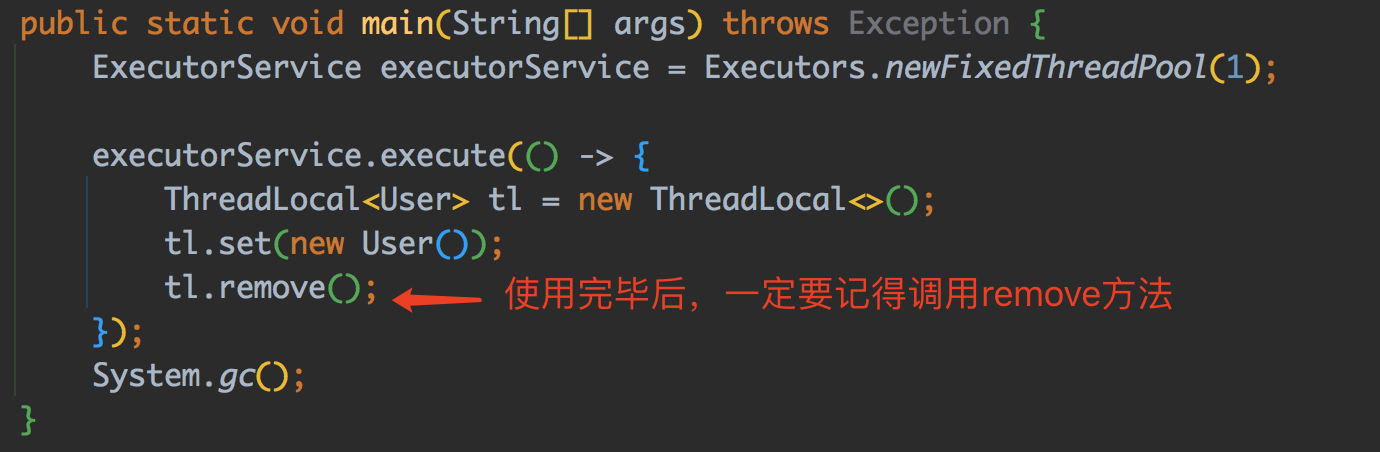 public static void main(String[] args) throws Exception {
ExecutorService executorService = Executors.newFixedThreadPool(1);
executorService.execute(() -> {
ThreadLocal<User> tl = new ThreadLocal<>();
tl.set(new User());
tl.remove(); 使用完毕后，一定要记得调用remove方法
});
System.gc();
}